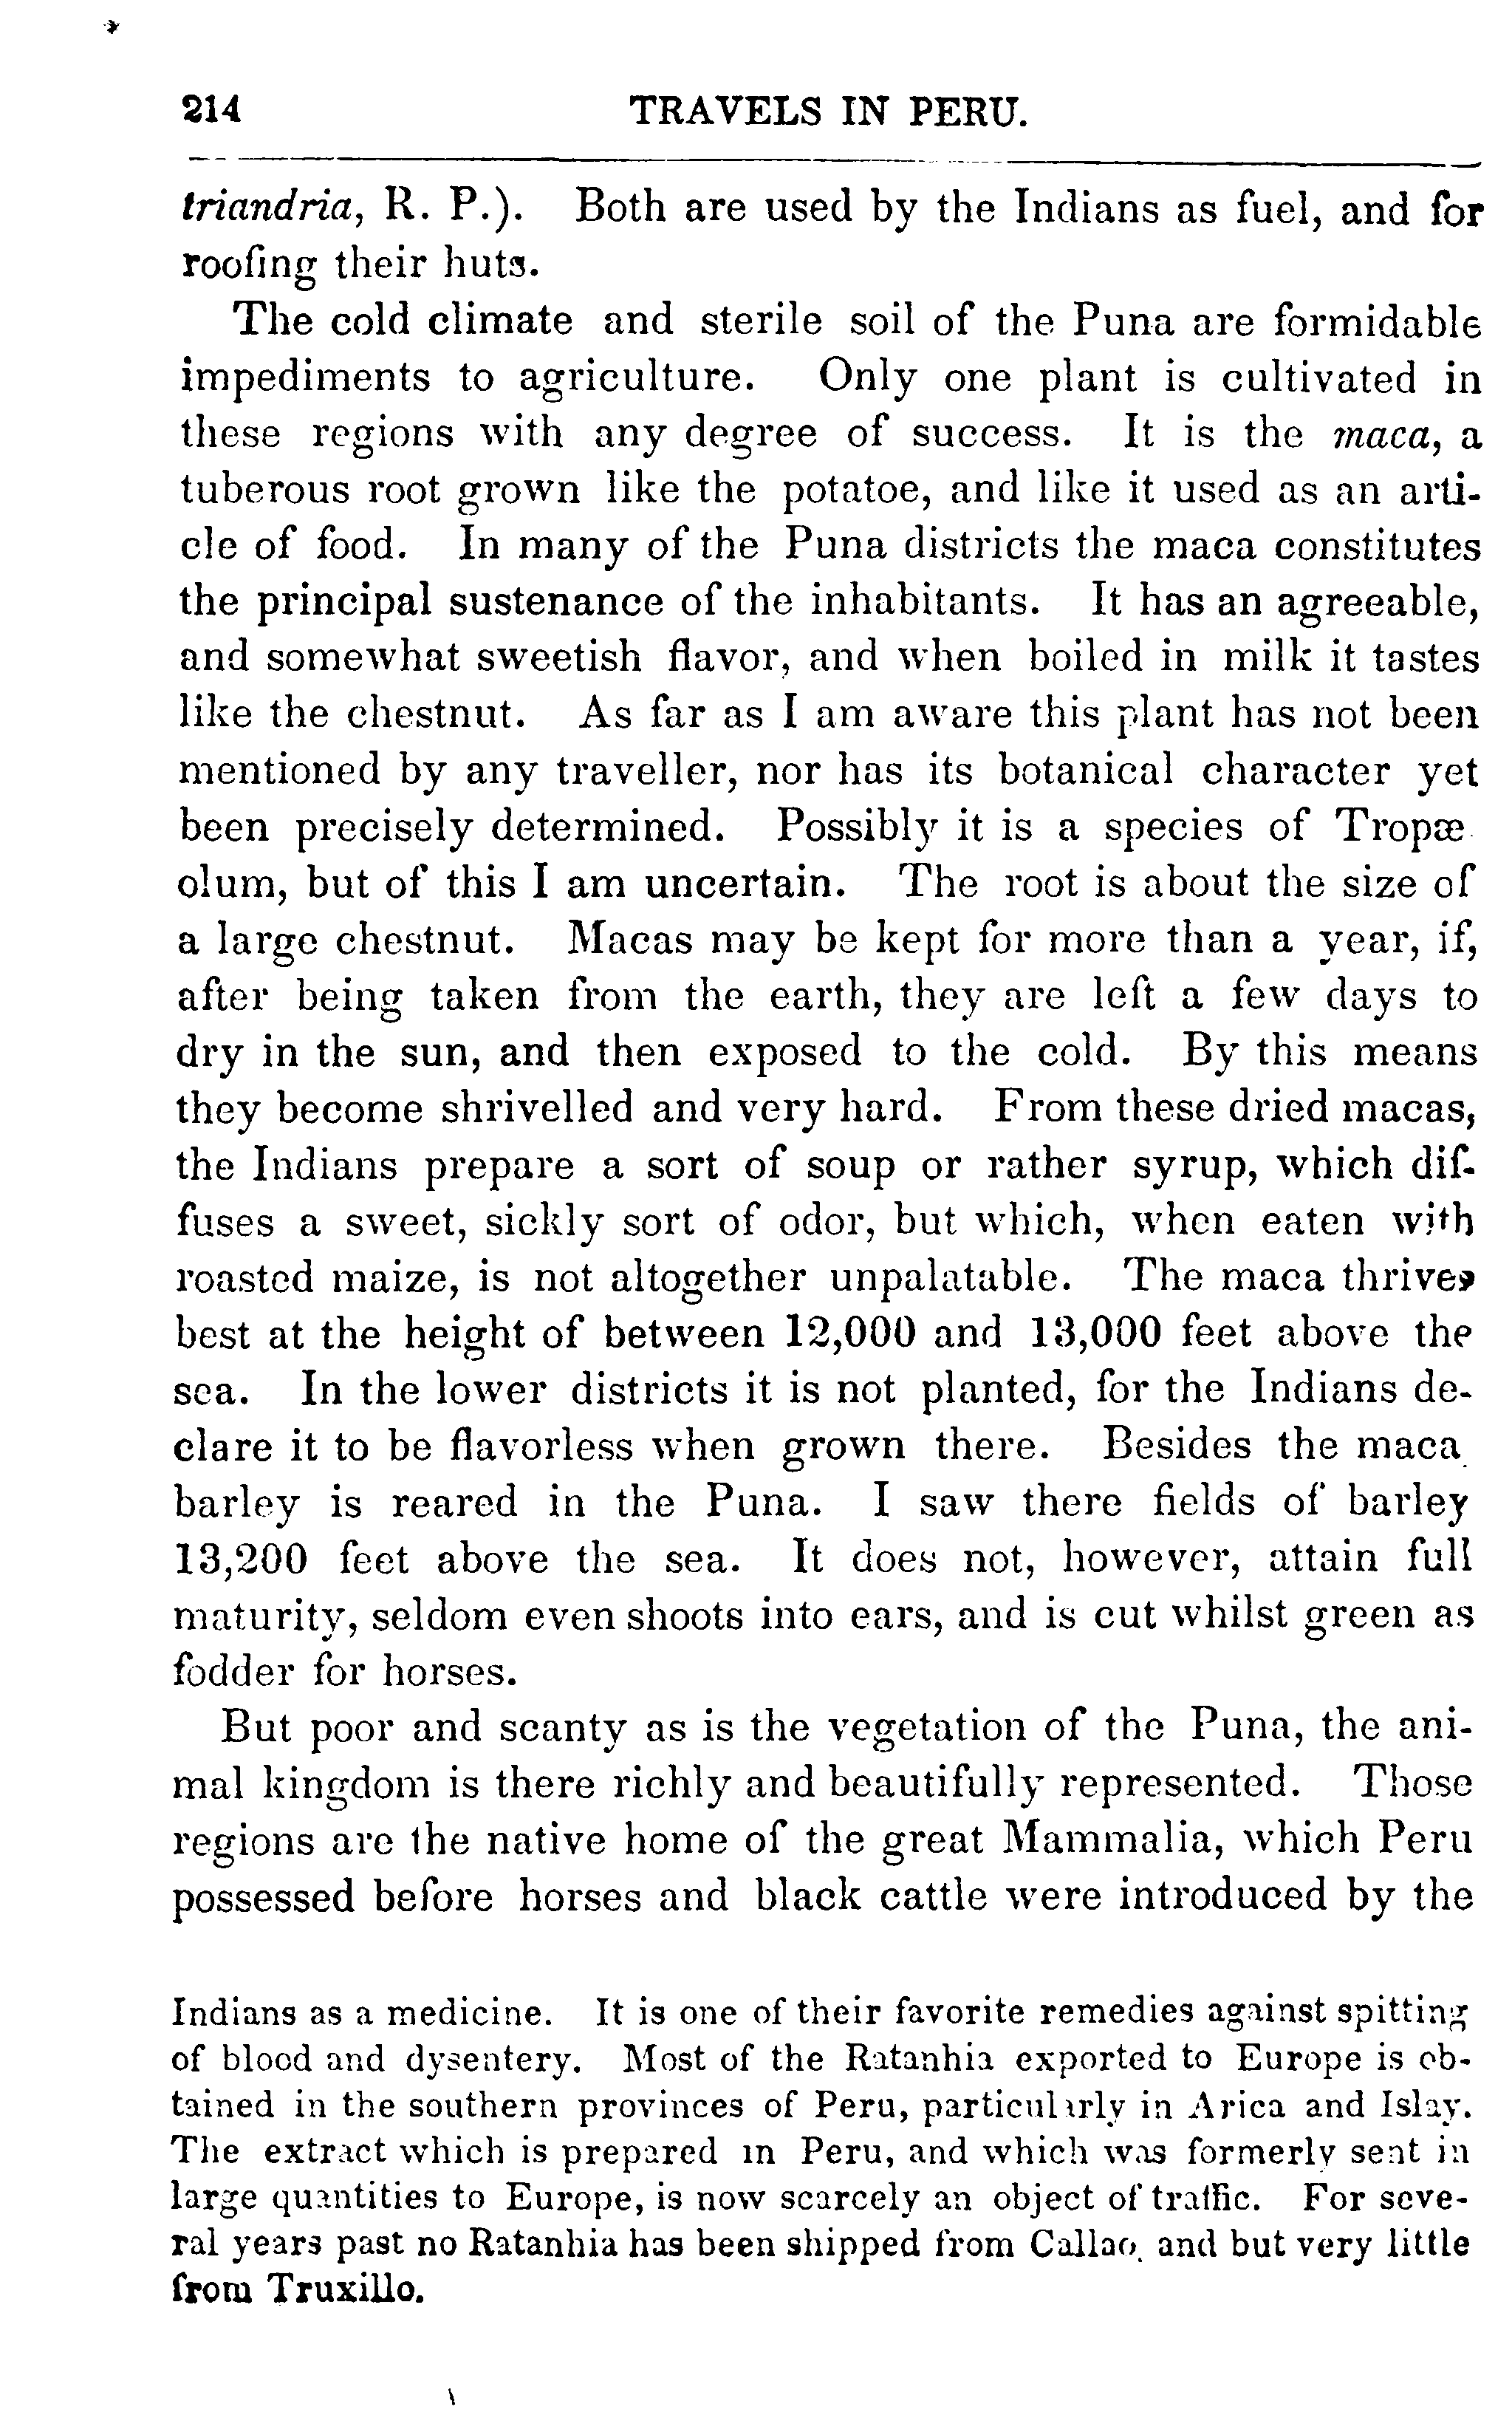 214 TRAVELS IN PERU.
triandria, R. P.). Both are used by the Indians as fuel, and for
roofing their huts.
The cold climate and sterile soil of the Puna are formidable
impediments to agriculture. Only one plant is cultivated in
these regions with any degree of success. It is the maca, a
tuberous root grown like the potatoe, and like it used as an arti-
cle of food. In many of the Puna districts the maca constitutes
the principal sustenance of the inhabitants. It has an agreeable,
and somewhat sweetish flavor, and when boiled in milk it tastes
like the chestnut. As far as I am aware this plant has not been
mentioned by any traveller, nor has its botanical character yet
been precisely determined. Possibly it is a species of Tropæ
olum, but of this I am uncertain. The root is about the size of
a large chestnut. Macas may be kept for more than a year, if,
after being taken from the earth, they are left a few days to
dry in the sun, and then exposed to the cold. By this means
they become shrivelled and very hard. From these dried macas,
the Indians prepare a sort of soup or rather syrup, which dif-
fuses a sweet, sickly sort of odor, but which, when eaten with
roasted maize, is not altogether unpalatable. The maca thrives
best at the height of between 12,000 and 13,000 feet above the
sea. In the lower districts it is not planted, for the Indians de-
clare it to be flavorless when grown there. Besides the maca
barley is reared in the Puna. I saw there fields of barley
13,200 feet above the sea. It does not, however, attain full
maturity, seldom even shoots into ears, and is cut whilst green as
fodder for horses.
But poor and scanty as is the vegetation of the Puna, the ani-
mal kingdom is there richly and beautifully represented. Those
regions are the native home of the great Mammalia, which Peru
possessed before horses and black cattle were introduced by the
Indians as a medicine. It is one of their favorite remedies against spitting
of blood and dysentery. Most of the Ratanhia exported to Europe is ob-
tained in the southern provinces of Peru, particularly in Arica and Islay.
The extract which is prepared in Peru, and which was formerly sent in
large quantities to Europe, is now scarcely an object of traffic. For seve-
ral years past no Ratanhia has been shipped from Callao, and but very little
from Truxillo.